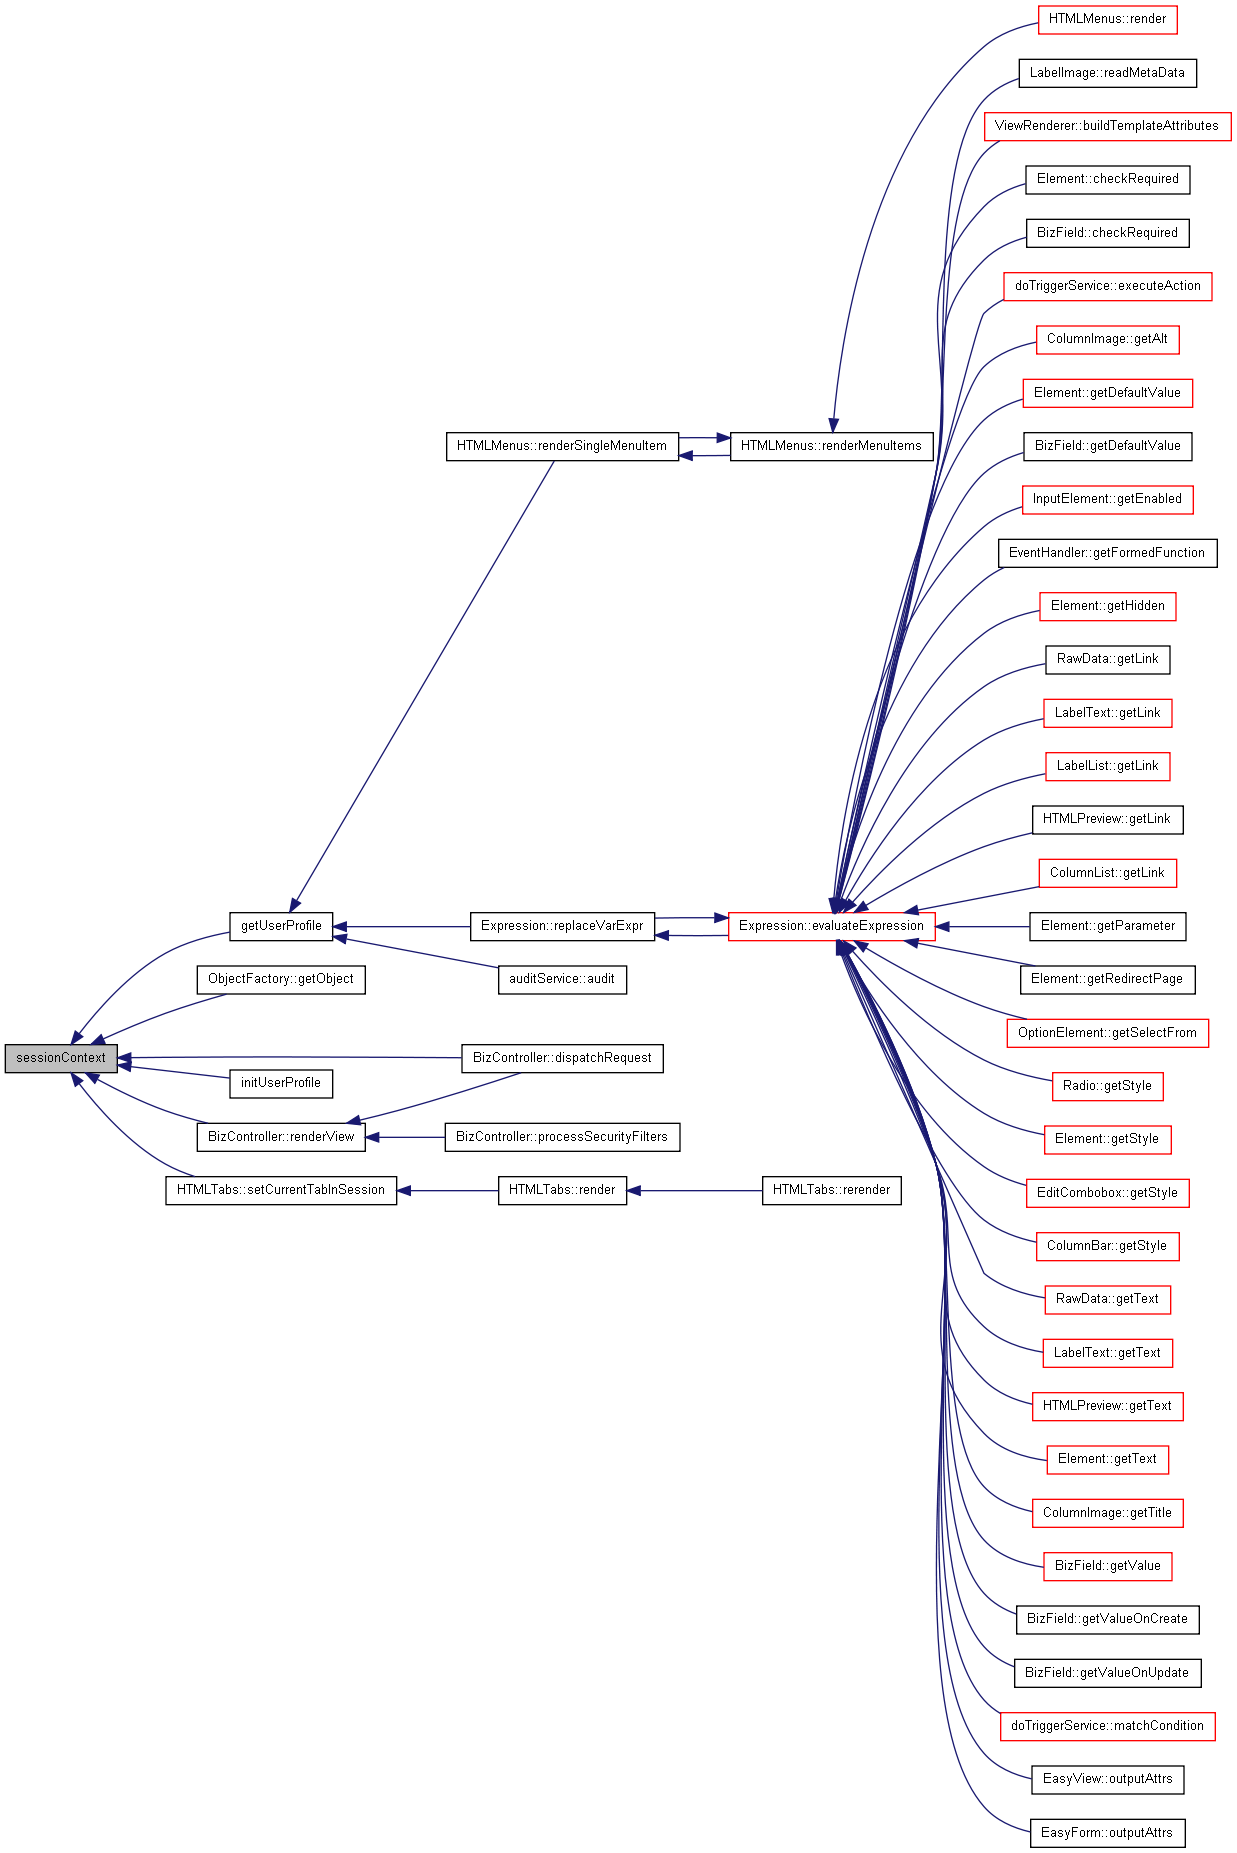 HTMLMenus::render
LabelImage::readMetaData
ViewRenderer::buildTemplateAttributes
Element::checkRequired
BizField::checkRequired
doTriggerService::executeAction
ColumnImage::getAlt
Element::getDefaultValue
HTMLMenus::renderSingleMenuItem
HTMLMenus::renderMenuItems
BizField::getDefaultValue
InputElement::getEnabled
EventHandler::getFormedFunction
Element::getHidden
RawData::getLink
LabelText::getLink
LabelList::getLink
HTMLPreview::getLink
ColumnList::getLink
getUserProfile
Expression::replaceVarExpr
Expression::evaluateExpression
Element::getParameter
ObjectFactory::getObject
auditService::audit
Element::getRedirectPage
OptionElement::getSelectFrom
sessionContext
BizController::dispatchRequest
initUserProfile
Radio::getStyle
BizController::renderView
BizController::processSecurityFilters
Element::getStyle
HTMLTabs::setCurrentTabInSession
HTMLTabs::render
HTMLTabs::rerender
EditCombobox::getStyle
ColumnBar::getStyle
RawData::getText
LabelText::getText
HTMLPreview::getText
Element::getText
ColumnImage::getTitle
BizField::getValue
BizField::getValueOnCreate
BizField::getValueOnUpdate
doTriggerService::matchCondition
EasyView::outputAttrs
EasyForm::outputAttrs